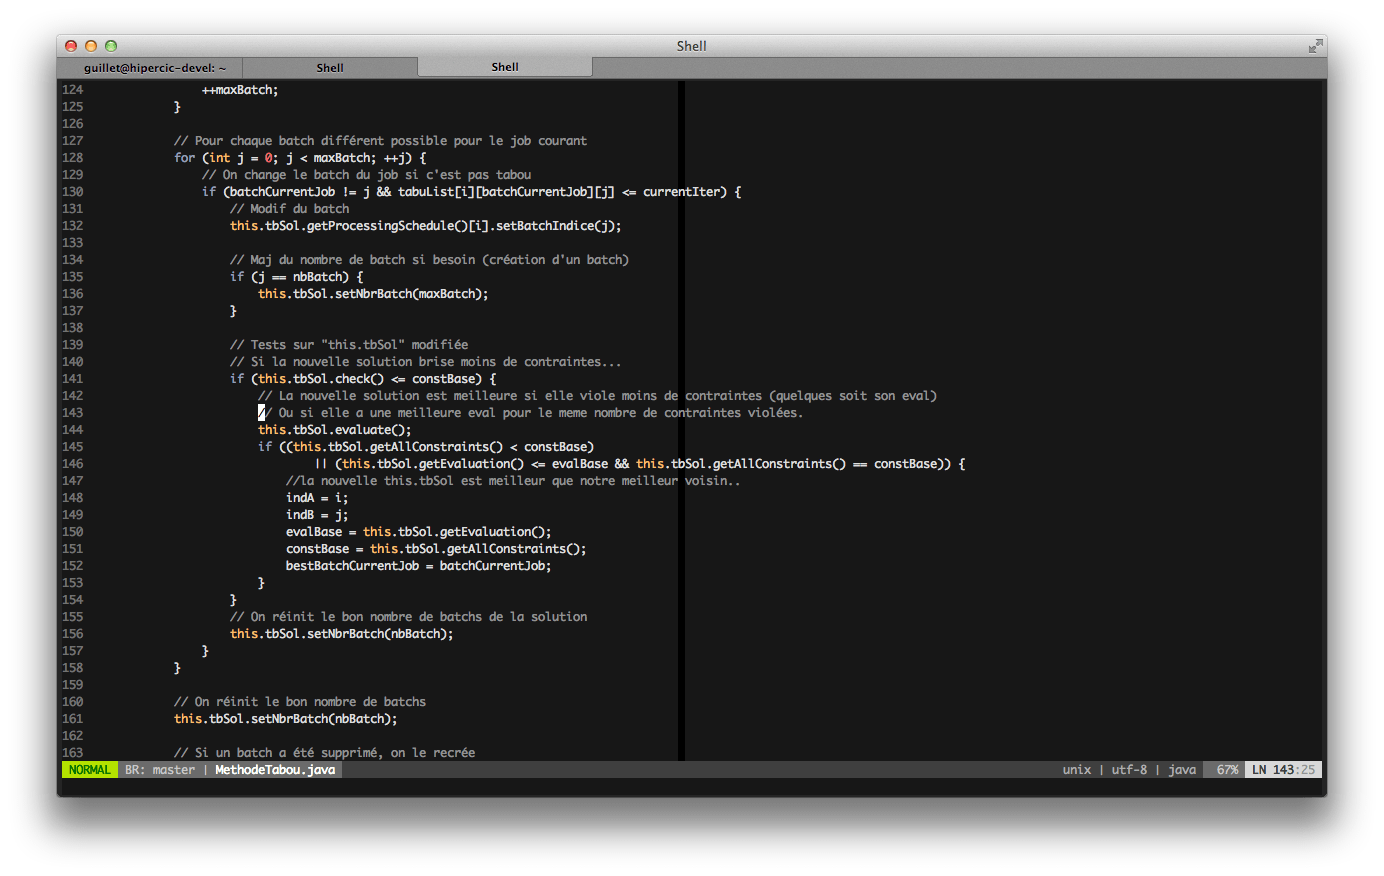 Shell
guillet@hipercic-devel: ~ Shell Shell
124 ++maxBatch;
125 }
126
127 // Pour chaque batch différent possible pour le job courant
128 for (int j = 0; j < maxBatch; ++j) {
129 // On change le batch du job si c'est pas tabou
130 if (batchCurrentJob != j && tabuList[i][batchCurrentJob][j] <= currentIter) {
131 // Modif du batch
132 this.tbSol.getProcessingSchedule()[i].setBatchIndice(j);
133
134 // Maj du nombre de batch si besoin (création d'un batch)
135 if (j == nbBatch) {
136 this.tbSol.setNbrBatch(maxBatch);
137 }
138
139 // Tests sur "this.tbSol" modifiée
140 // Si la nouvelle solution brise moins de contraintes...
141 if (this.tbSol.check() <= constBase) {
142 // La nouvelle solution est meilleure si elle viole moins de contraintes (quelques soit son eval)
143 // Ou si elle a une meilleure eval pour le meme nombre de contraintes violées.
144 this.tbSol.evaluate();
145 if ((this.tbSol.getAllConstraints() < constBase)
146 || (this.tbSol.getEvaluation() <= evalBase && this.tbSol.getAllConstraints() == constBase)) {
147 //la nouvelle this.tbSol est meilleur que notre meilleur voisin..
148 indA = i;
149 indB = j;
150 evalBase = this.tbSol.getEvaluation();
151 constBase = this.tbSol.getAllConstraints();
152 bestBatchCurrentJob = batchCurrentJob;
153 }
154 }
155 // On réinit le bon nombre de batchs de la solution
156 this.tbSol.setNbrBatch(nbBatch);
157 }
158 }
159
160 // On réinit le bon nombre de batchs
161 this.tbSol.setNbrBatch(nbBatch);
162
163 // Si un batch a été supprimé, on le recrée
NORMAL BR: master | MethodeTabou.java unix | utf-8 | java 67% LN 143:25